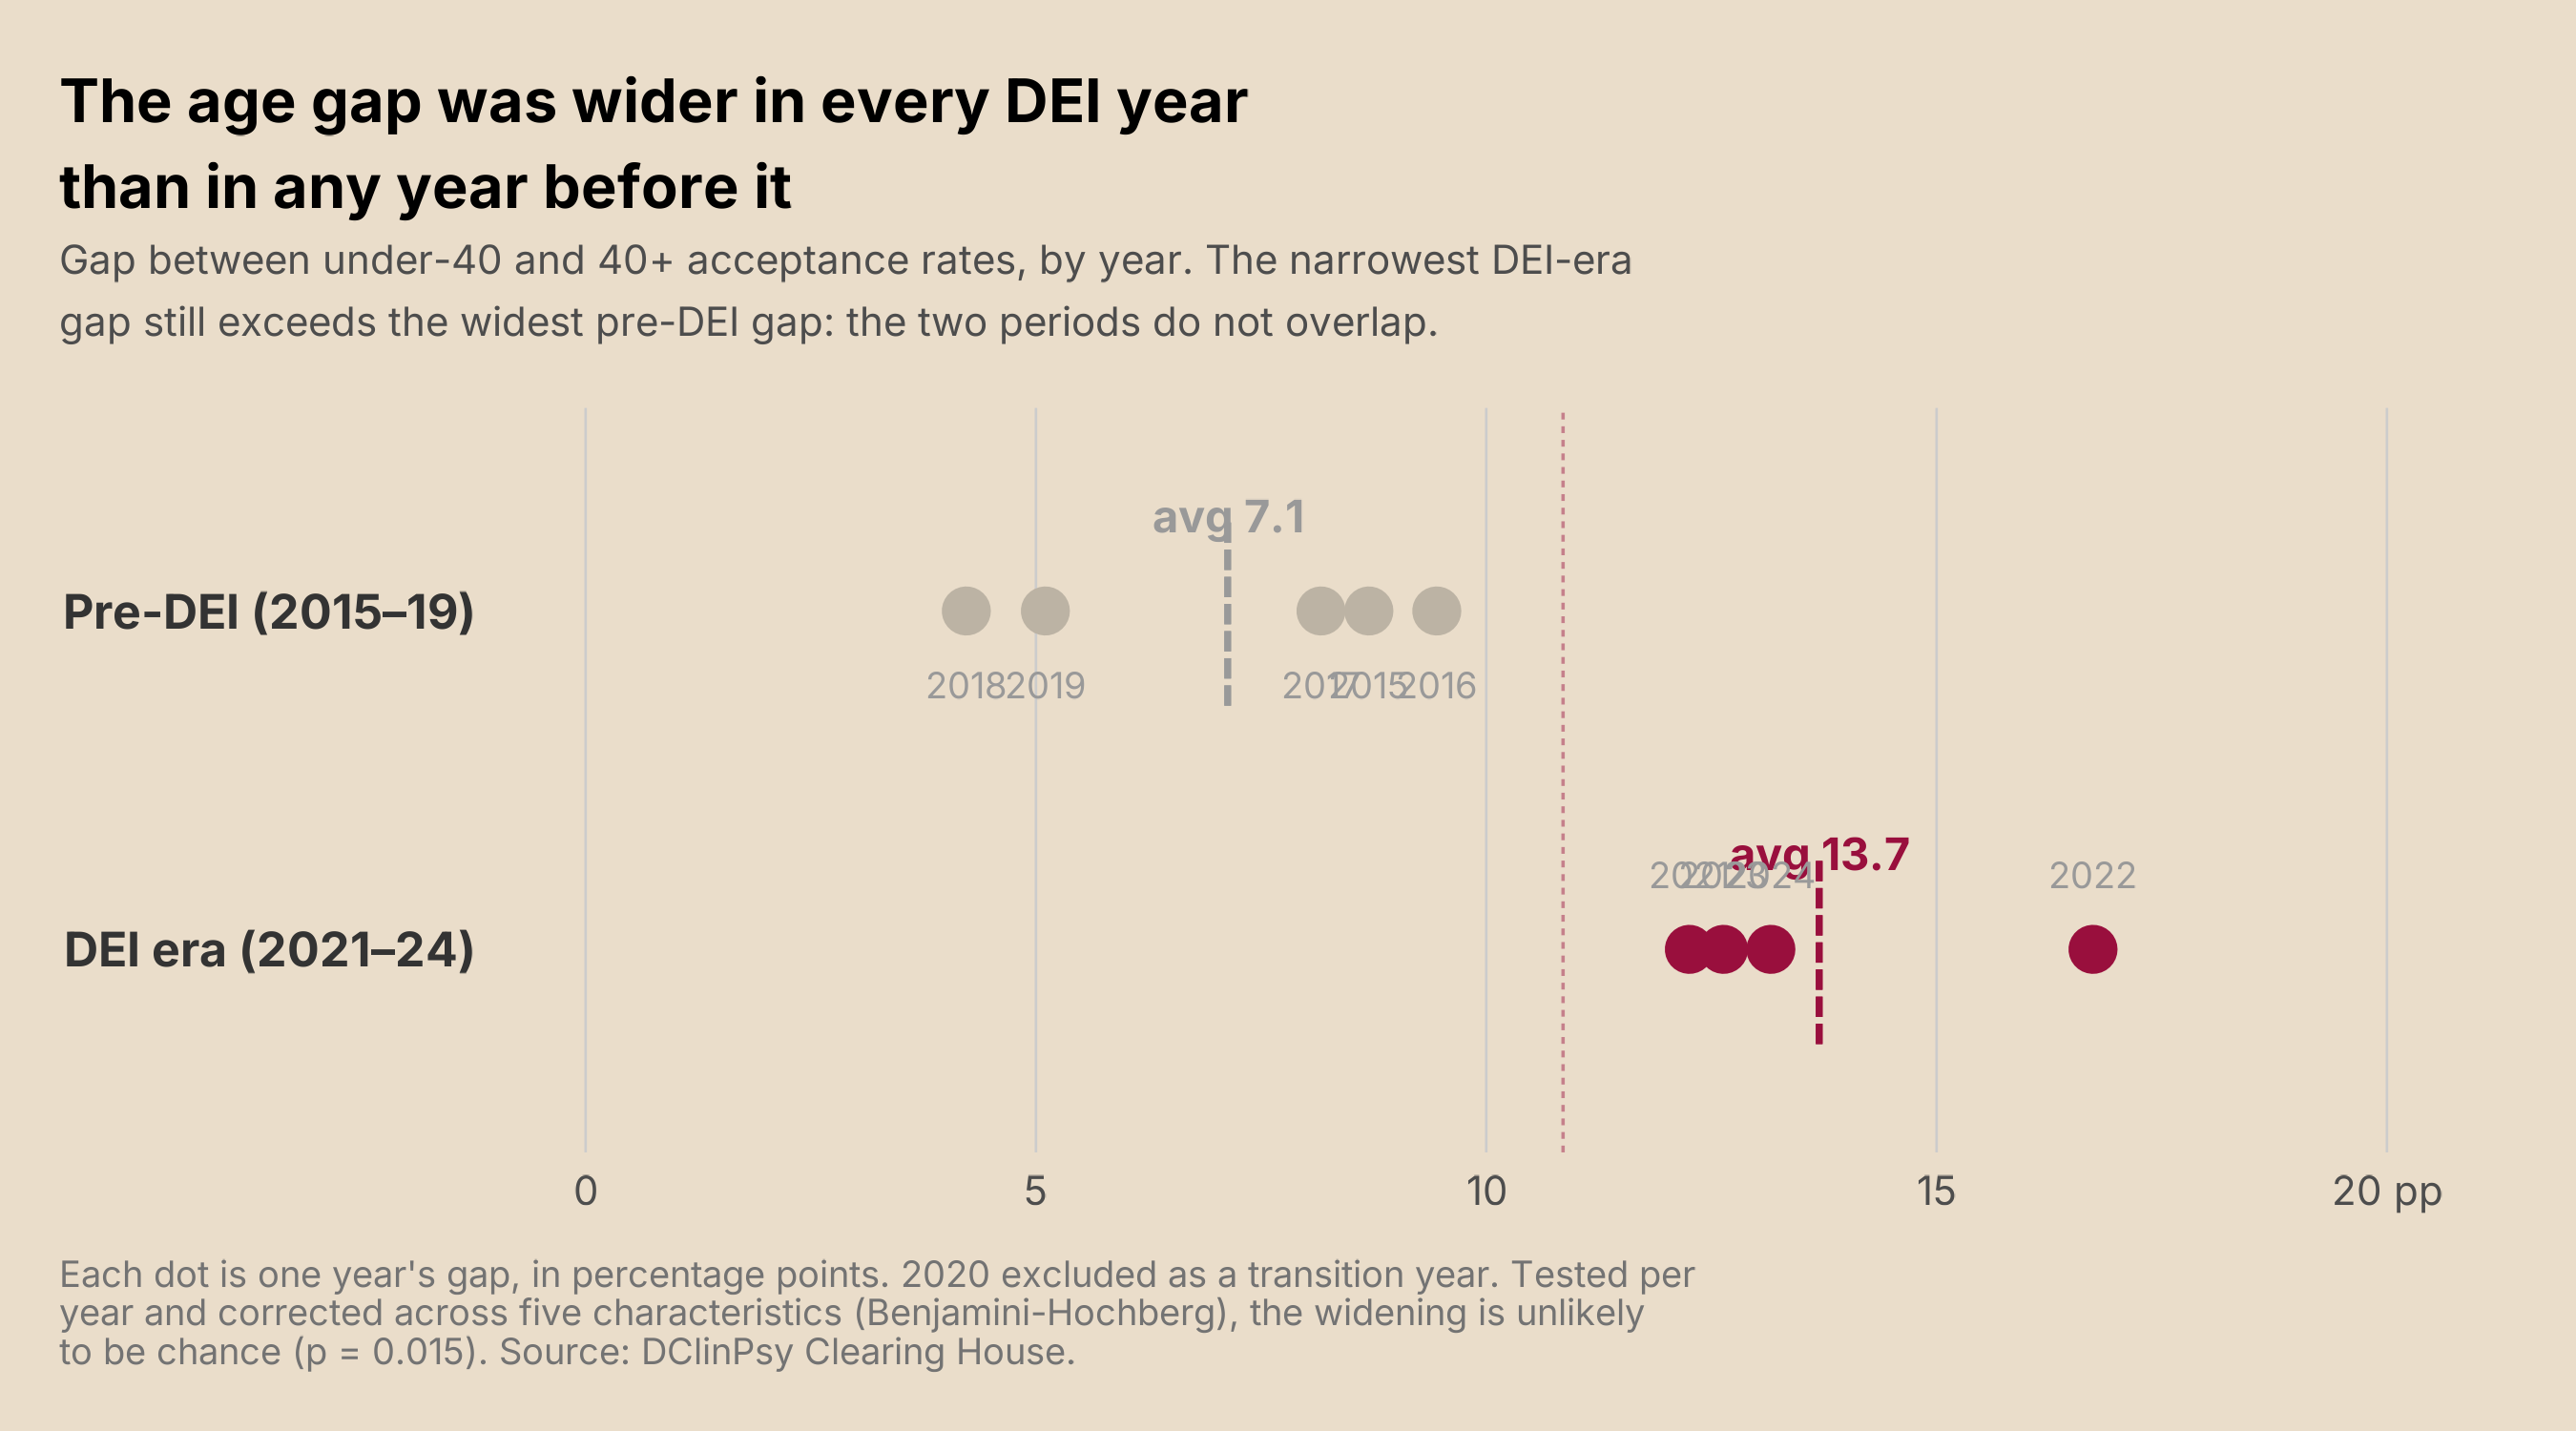 The age gap was wider in every DEI year
than in any year before it
Gap between under-40 and 40+ acceptance rates, by year. The narrowest DEI-era
gap still exceeds the widest pre-DEI gap: the two periods do not overlap.
avg 7.1
Pre-DEI (2015–19)
2018 2019 2017 2015 2016
avg 13.7
2021 2023 2024 2022
DEI era (2021–24)
0 5 10 15 20 pp
Each dot is one year's gap, in percentage points. 2020 excluded as a transition year. Tested per
year and corrected across five characteristics (Benjamini-Hochberg), the widening is unlikely
to be chance (p = 0.015). Source: DClinPsy Clearing House.